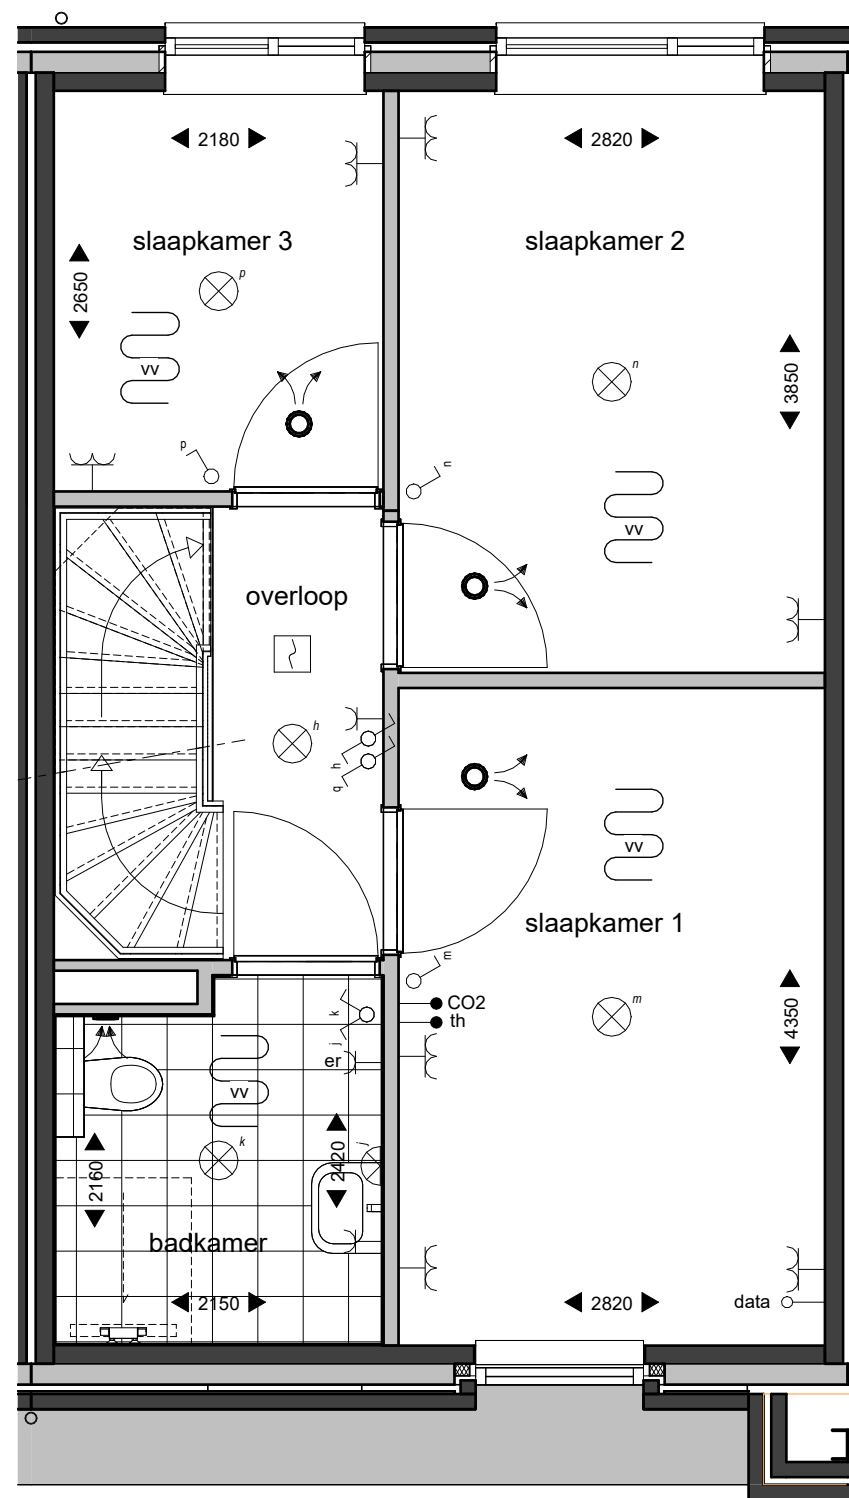 2180
2820
slaapkamer 3
slaapkamer 2
2650
p
vv
n
3850
p
n
vv
overloop
h
h
q
vv
slaapkamer 1
m
CO2
th
m
4350
k
j
er
vv
k
j
2160
2420
badkamer
2150
2820
data